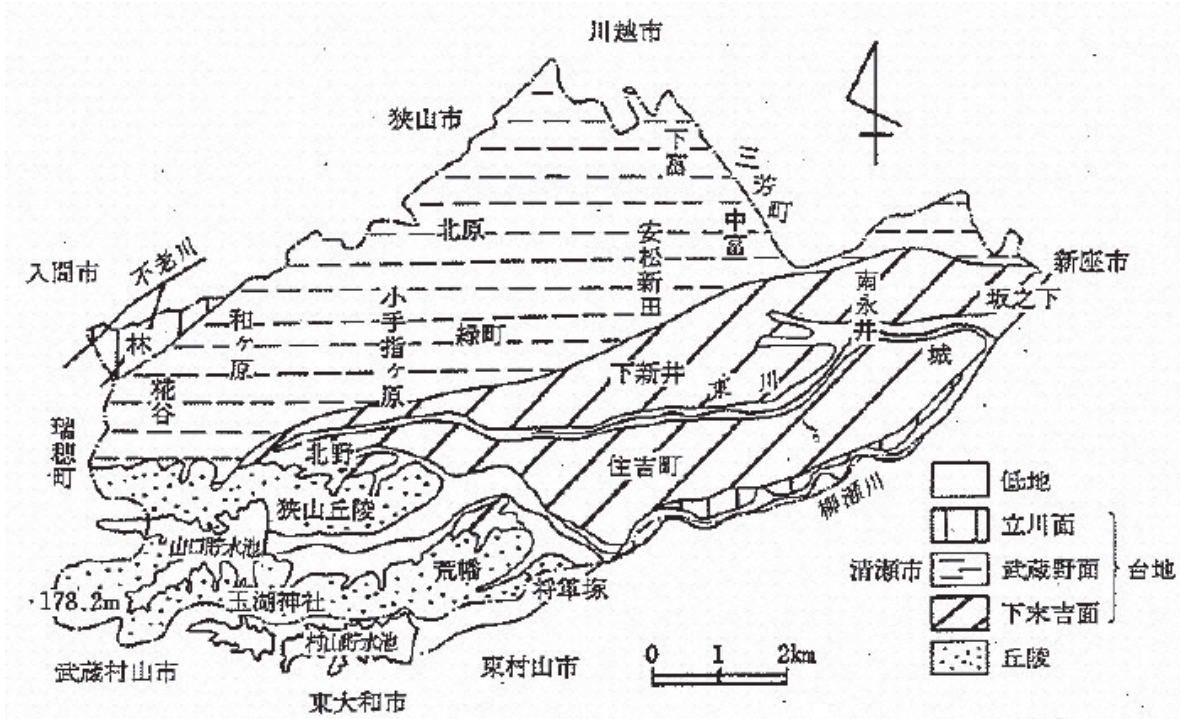 川越市
狭山市
下富
三芳町
北原
安松新田
中富
入間市
不老川
新座市
南永井
坂之下
和ヶ原
小手指ヶ原
緑町
林
城
糀谷
下新井
東川
瑞穂町
北野
住吉町
低地
狭山丘陵
柳瀬川
立川面
山口貯水池
荒幡
清瀬市
武蔵野面
台地
・178.2m
玉湖神社
将軍塚
下末吉面
村山貯水池
0 1 2km
丘陵
武蔵村山市
東村山市
東大和市